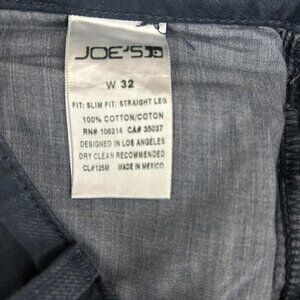 JOE'S
W 32
FIT: SLIM FIT/ STRAIGHT LEG
100% COTTON/COTON
RN# 106214 CA# 35037
DESIGNED IN LOS ANGELES
DRY CLEAN RECOMMENDED
CL#125M MADE IN MEXICO